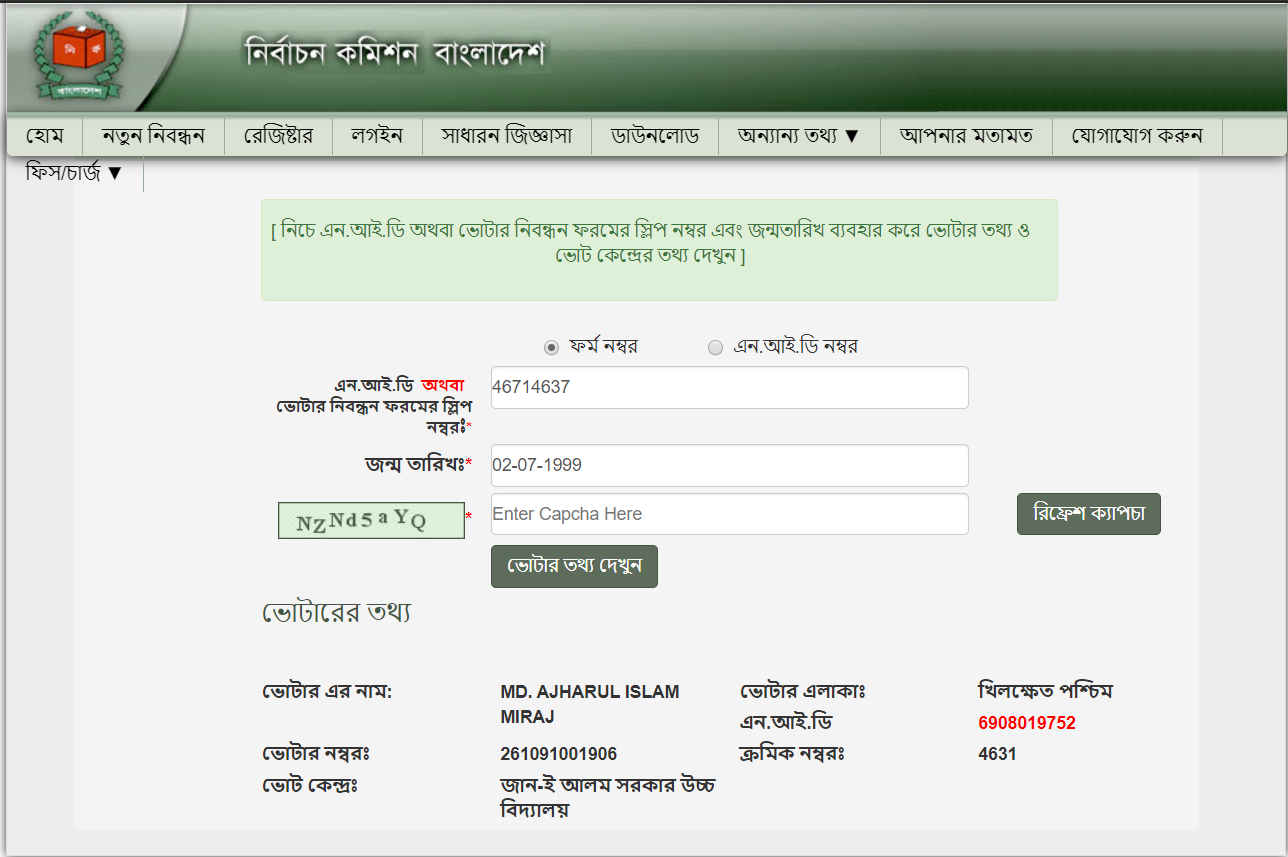 নি ক
বাংলাদেশ
নির্বাচন কমিশন বাংলাদেশ
হোম নতুন নিবন্ধন রেজিষ্টার লগইন সাধারন জিজ্ঞাসা ডাউনলোড অন্যান্য তথ্য ▼ আপনার মতামত যোগাযোগ করুন
ফিস/চার্জ ▼
[ নিচে এন.আই.ডি অথবা ভোটার নিবন্ধন ফরমের স্লিপ নম্বর এবং জন্মতারিখ ব্যবহার করে ভোটার তথ্য ও
ভোট কেন্দ্রের তথ্য দেখুন ]
ফর্ম নম্বর এন.আই.ডি নম্বর
এন.আই.ডি অথবা
ভোটার নিবন্ধন ফরমের স্লিপ
নম্বরঃ*
46714637
জন্ম তারিখঃ* 02-07-1999
NZNd5aYQ * Enter Capcha Here রিফ্রেশ ক্যাপচা
ভোটার তথ্য দেখুন
ভোটারের তথ্য
ভোটার এর নাম: MD. AJHARUL ISLAM ভোটার এলাকাঃ খিলক্ষেত পশ্চিম
MIRAJ এন.আই.ডি 6908019752
ভোটার নম্বরঃ 261091001906 ক্রমিক নম্বরঃ 4631
ভোট কেন্দ্রঃ জান-ই আলম সরকার উচ্চ
বিদ্যালয়